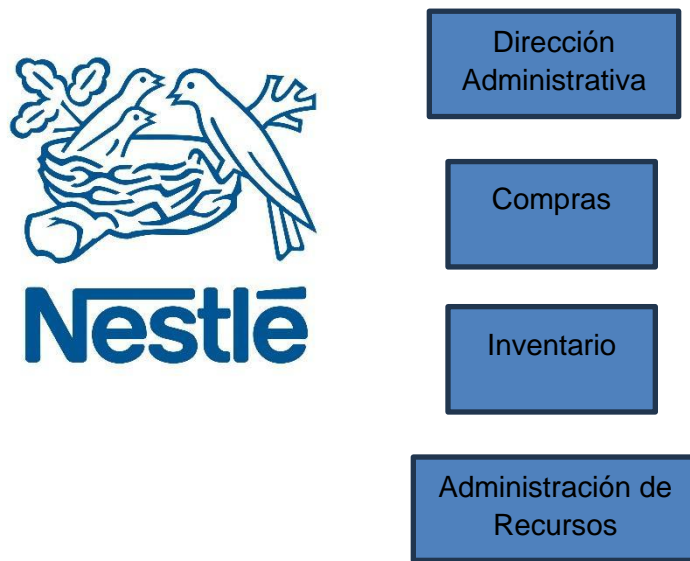 Nestlé
Dirección
Administrativa
Compras
Inventario
Administración de
Recursos